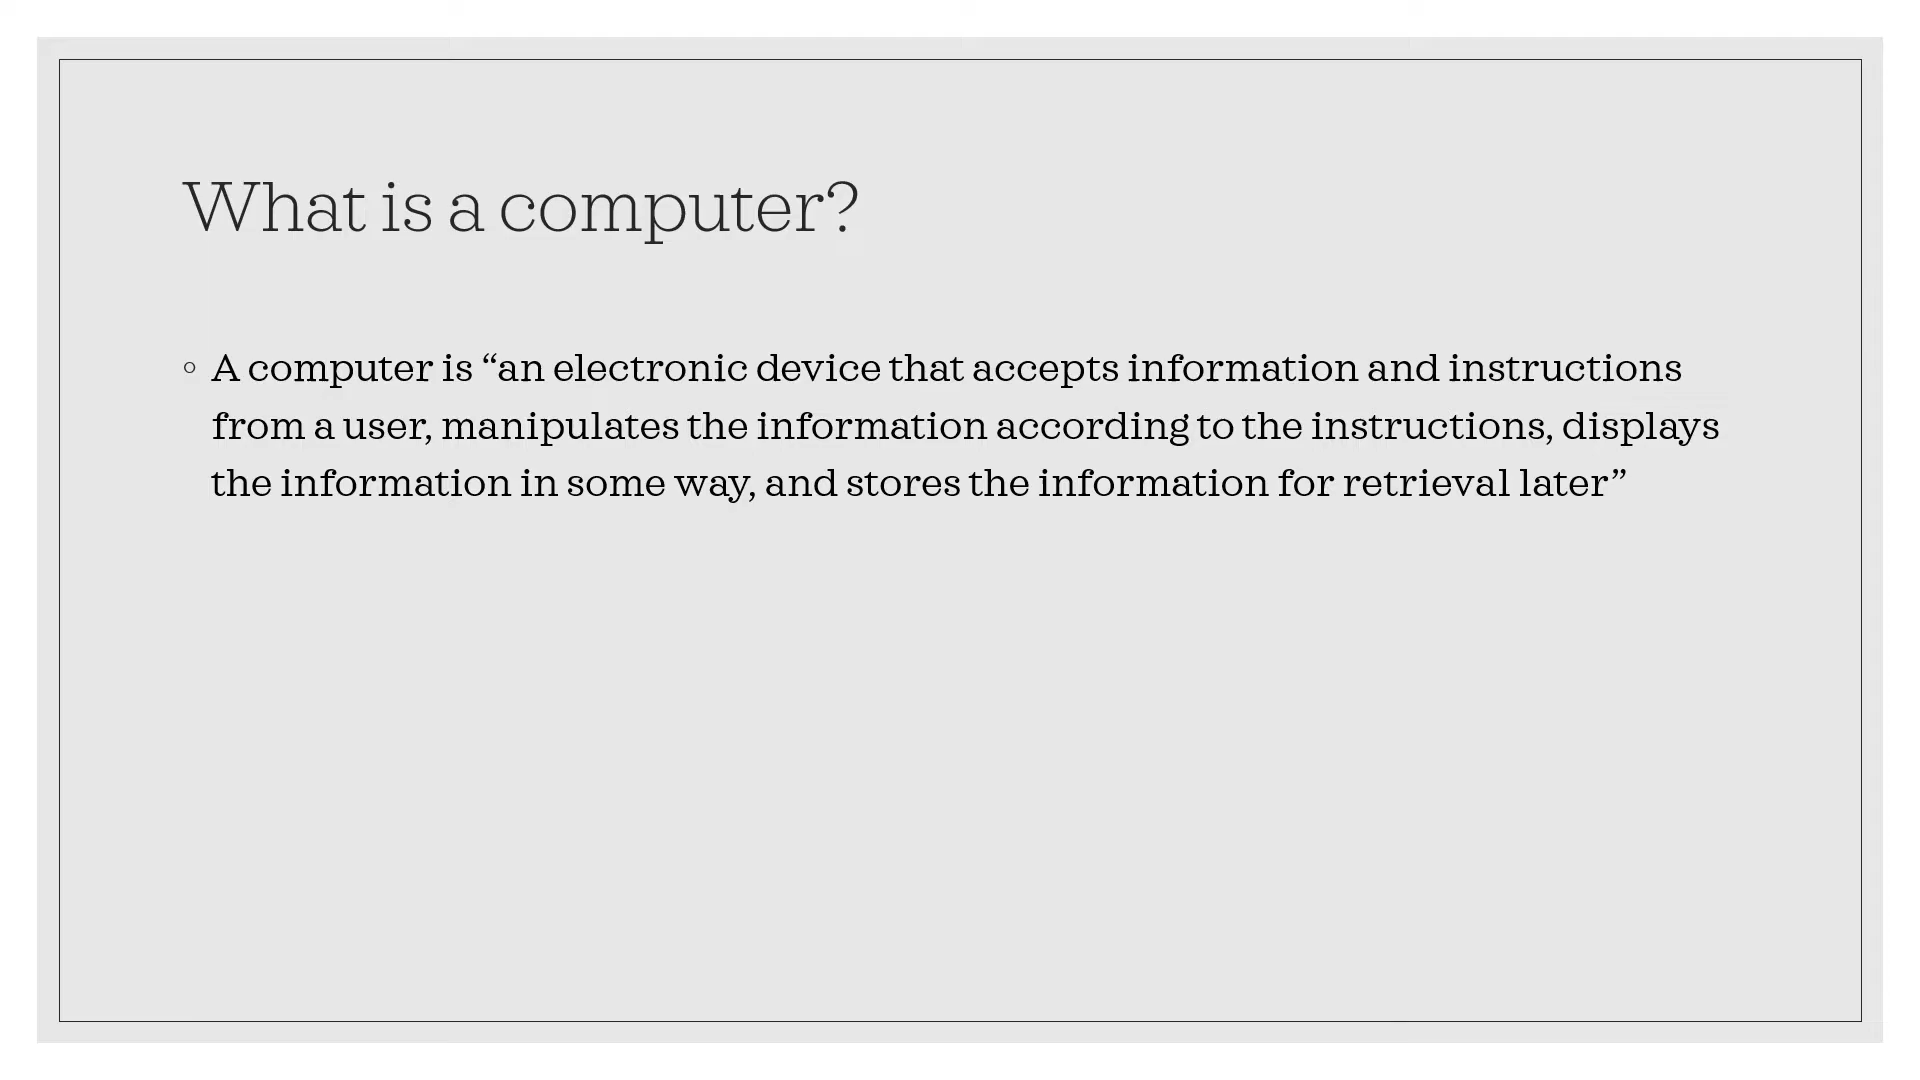 What is a computer?
◦ A computer is “an electronic device that accepts information and instructions
from a user, manipulates the information according to the instructions, displays
the information in some way, and stores the information for retrieval later”